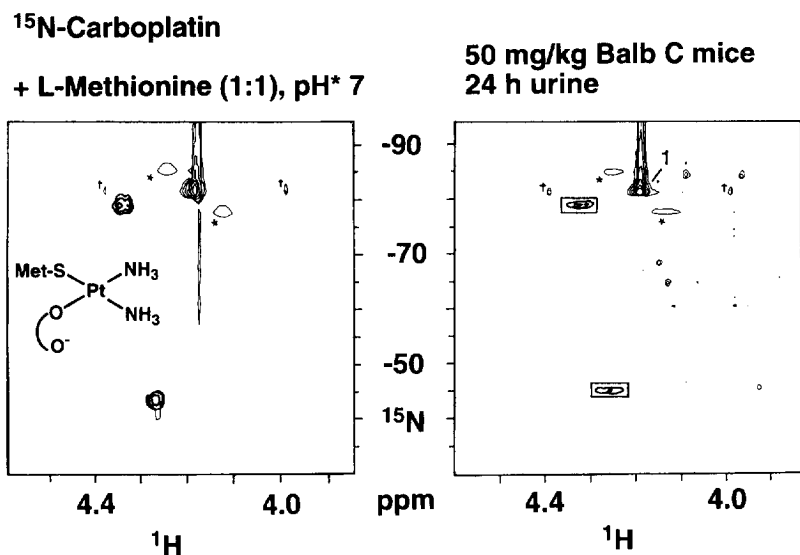 ¹⁵N-Carboplatin
+ L-Methionine (1:1), pH* 7
50 mg/kg Balb C mice
24 h urine
-90
-70
-50
¹⁵N
†
*
*
Met-S
Pt
NH₃
O
NH₃
O⁻
1
†
*
†
*
4.4
4.0
ppm
4.4
4.0
¹H
¹H